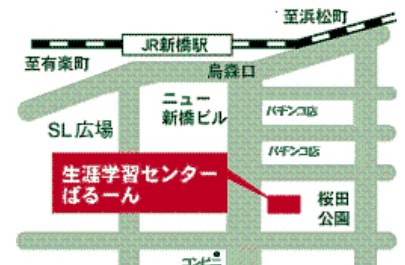 至浜松町
JR新橋駅
至有楽町
烏森口
ニュー
新橋ビル
パチンコ店
SL広場
パチンコ店
生涯学習センター
ばるーん
桜田
公園
コンビニ